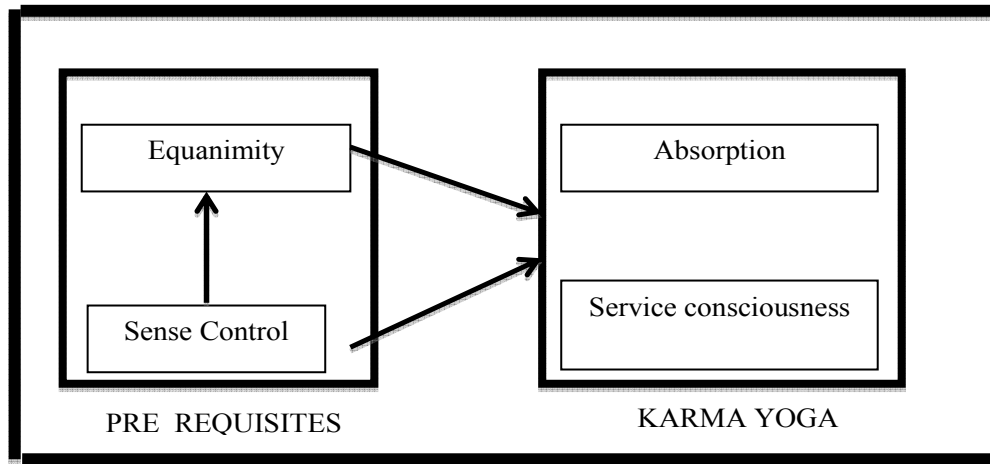 Equanimity
Sense Control
PRE REQUISITES
Absorption
Service consciousness
KARMA YOGA